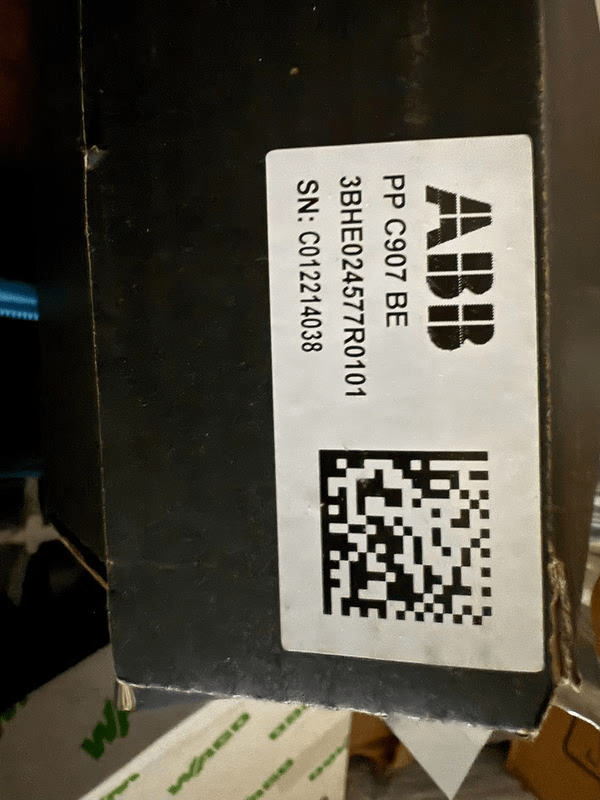 ABB
PP C907 BE
3BHE024577R0101
SN: C012214038